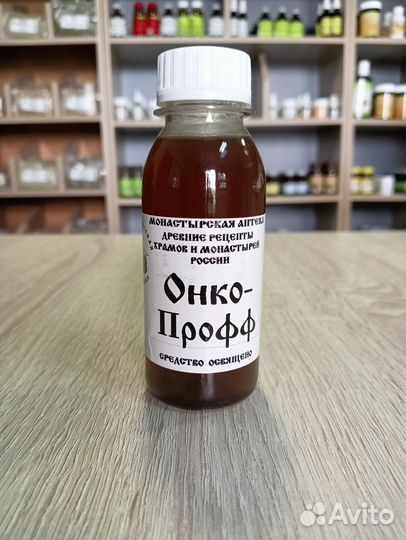 МОНАСТЫРСКАЯ АПТЕКА
ДРЕВНИЕ РЕЦЕПТЫ
ХРАМОВ И МОНАСТЫРЕЙ
РОССИИ
Онко-
Профф
СРЕДСТВО ОСВЯЩЕНО
Avito